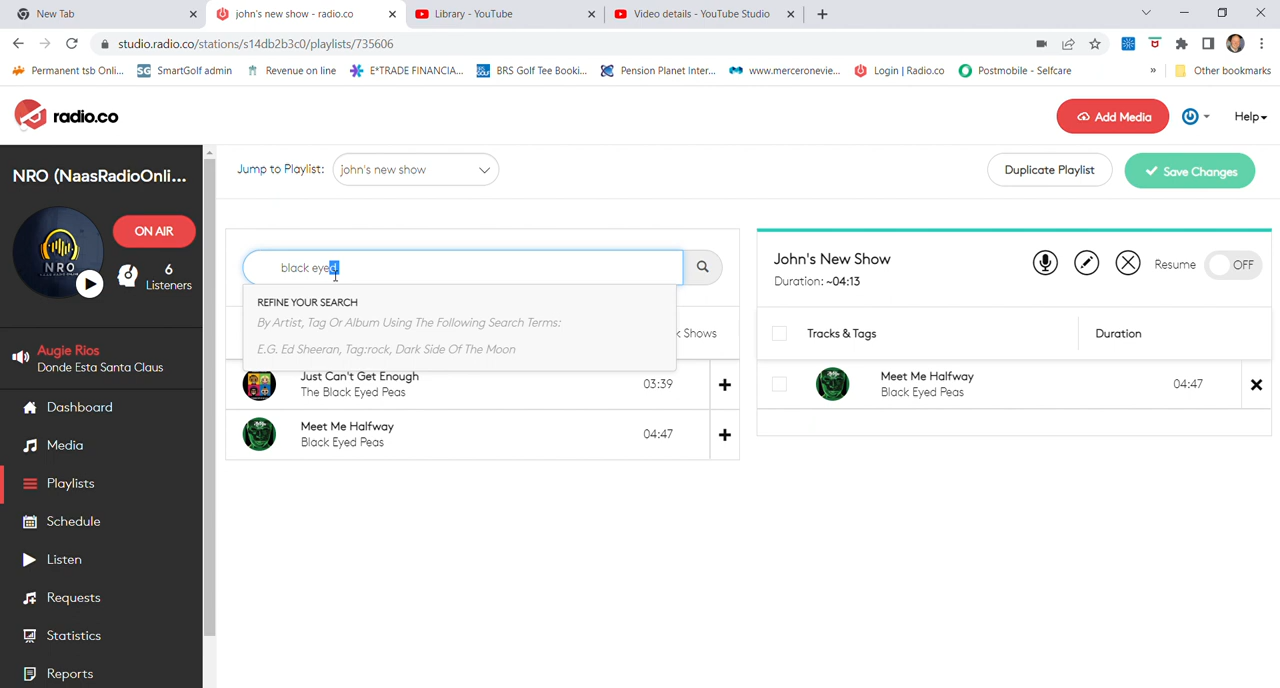 New Tab
john's new show - radio.co
Library - YouTube
Video details - YouTube Studio
studio.radio.co/stations/s14db2b3c0/playlists/735606
Permanent tsb Onli...
SG SmartGolf admin
Revenue on line
E*TRADE FINANCIA...
BRS Golf Tee Booki...
Pension Planet Inter...
www.merceroneview...
Login | Radio.co
Postmobile - Selfcare
»
Other bookmarks
radio.co
Add Media
Help
NRO (NaasRadioOnli...
Jump to Playlist:
john's new show
Duplicate Playlist
Save Changes
NRO
ON AIR
6
Listeners
Augie Rios
Donde Esta Santa Claus
Dashboard
Media
Playlists
Schedule
Listen
Requests
Statistics
Reports
black eyed
REFINE YOUR SEARCH
By Artist, Tag Or Album Using The Following Search Terms:
E.G. Ed Sheeran, Tag:rock, Dark Side Of The Moon
k Shows
Just Can't Get Enough
The Black Eyed Peas
03:39
Meet Me Halfway
Black Eyed Peas
04:47
John's New Show
Duration: ~04:13
Resume
OFF
Tracks & Tags
Duration
Meet Me Halfway
Black Eyed Peas
04:47